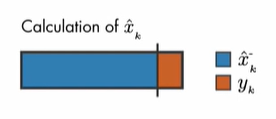 Calculation of x̂ₖ
x̂ₖ⁻
yₖ